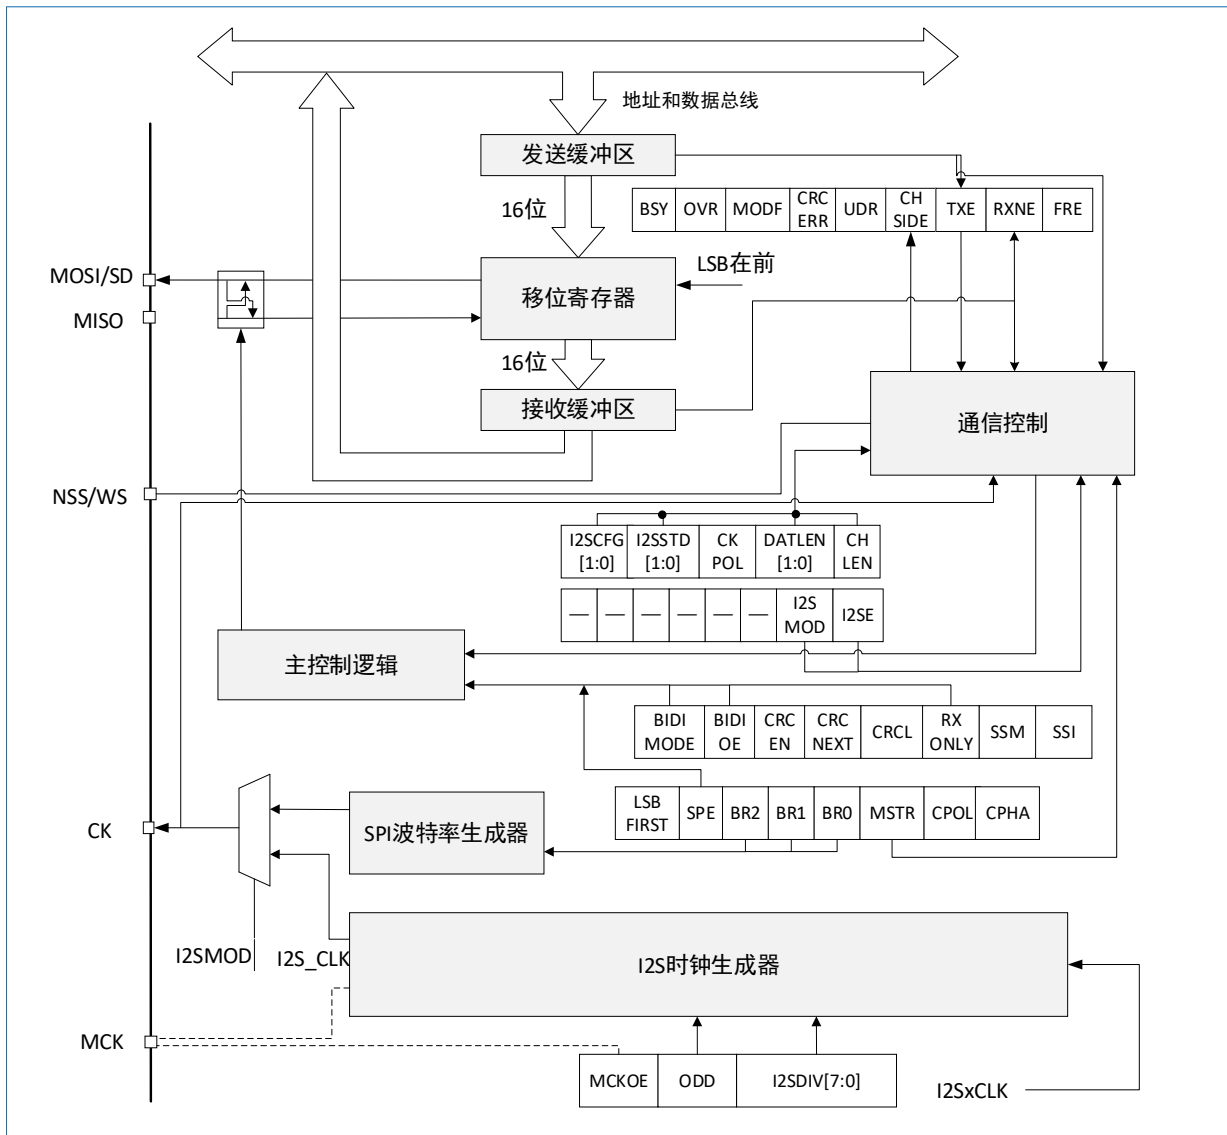 地址和数据总线
发送缓冲区
16位
BSY OVR MODF CRC ERR UDR CH SIDE TXE RXNE FRE
LSB在前
MOSI/SD
移位寄存器
MISO
16位
接收缓冲区
通信控制
NSS/WS
I2SCFG [1:0] I2SSTD [1:0] CK POL DATLEN [1:0] CH LEN
— — — — — — I2S MOD I2SE
主控制逻辑
BIDI MODE BIDI OE CRC EN CRC NEXT CRCL RX ONLY SSM SSI
LSB FIRST SPE BR2 BR1 BR0 MSTR CPOL CPHA
CK
SPI波特率生成器
I2SMOD
I2S_CLK
I2S时钟生成器
MCK
MCKOE ODD I2SDIV[7:0]
I2SxCLK